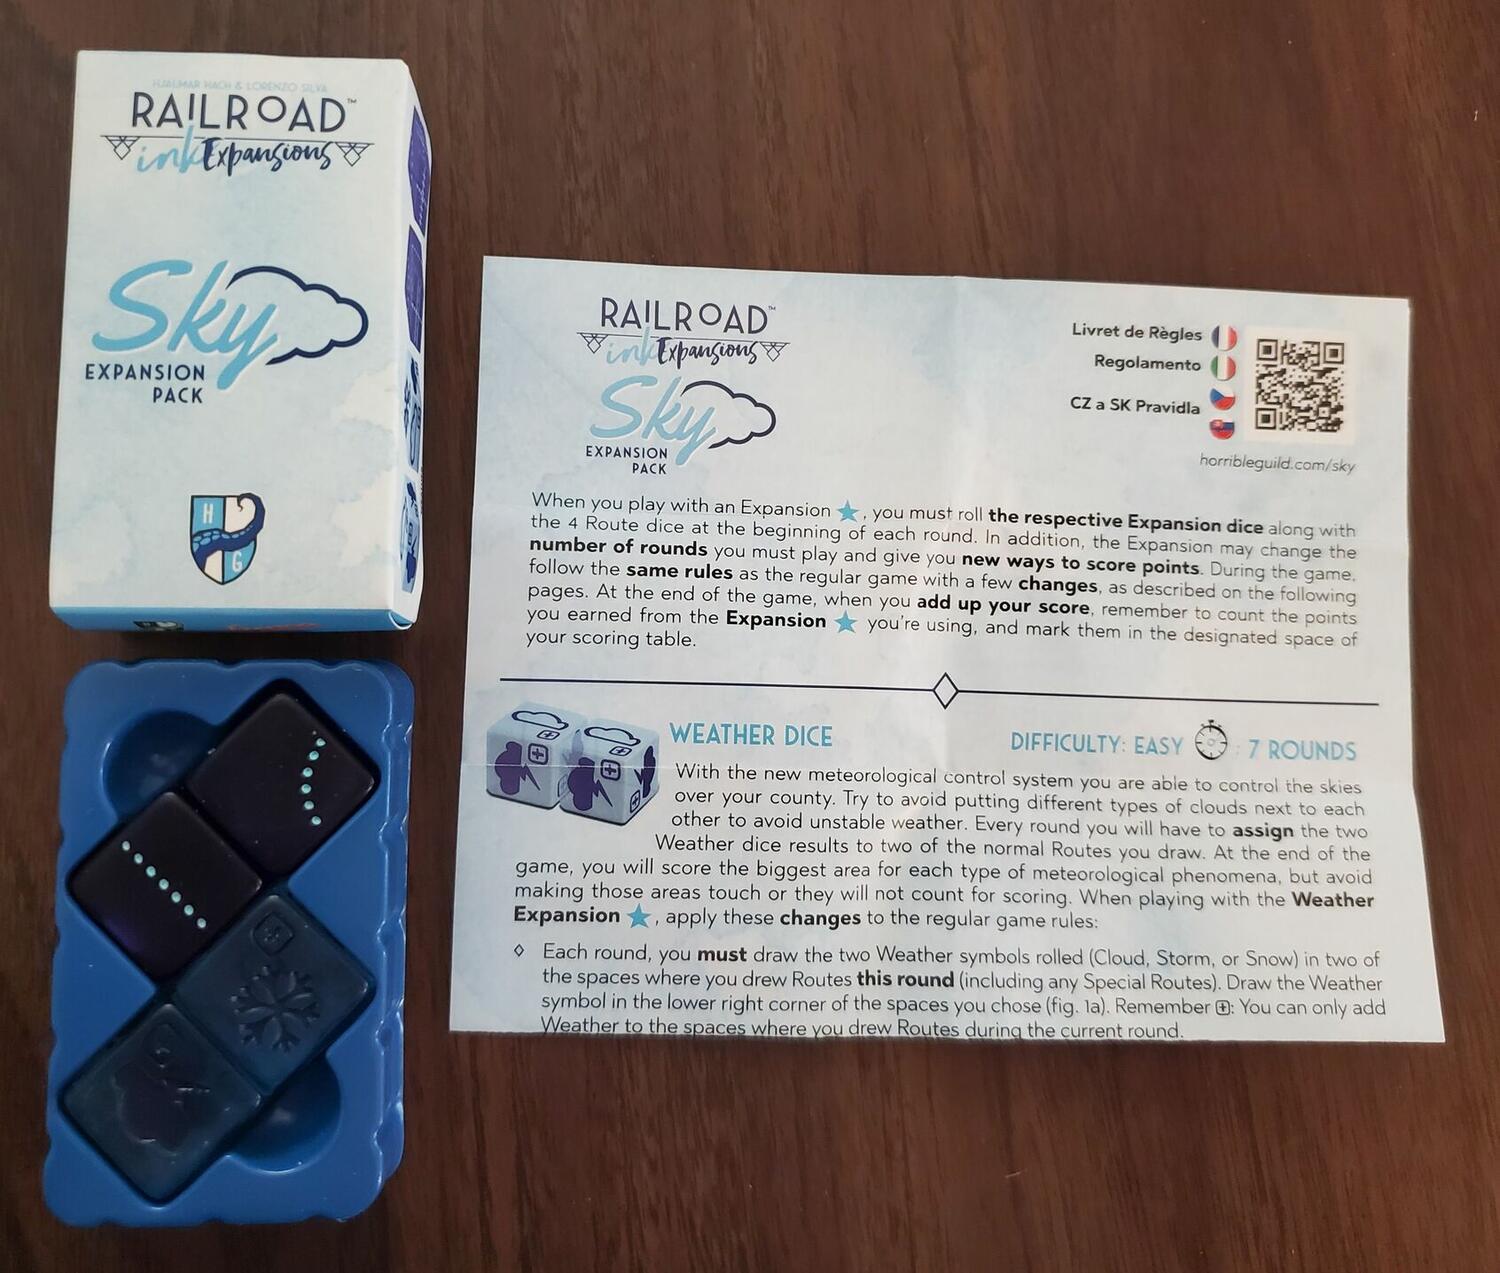 HJALMAR HACH & LORENZO SILVA
RAILROAD™
ink Expansions
Sky
EXPANSION
PACK
H
G
RAILROAD™
ink Expansions
Sky
EXPANSION
PACK
Livret de Règles
Regolamento
CZ a SK Pravidla
horribleguild.com/sky
When you play with an Expansion ★, you must roll the respective Expansion dice along with
the 4 Route dice at the beginning of each round. In addition, the Expansion may change the
number of rounds you must play and give you new ways to score points. During the game,
follow the same rules as the regular game with a few changes, as described on the following
pages. At the end of the game, when you add up your score, remember to count the points
you earned from the Expansion ★ you're using, and mark them in the designated space of
your scoring table.
WEATHER DICE
DIFFICULTY: EASY : 7 ROUNDS
With the new meteorological control system you are able to control the skies
over your county. Try to avoid putting different types of clouds next to each
other to avoid unstable weather. Every round you will have to assign the two
Weather dice results to two of the normal Routes you draw. At the end of the
game, you will score the biggest area for each type of meteorological phenomena, but avoid
making those areas touch or they will not count for scoring. When playing with the Weather
Expansion ★, apply these changes to the regular game rules:
◊ Each round, you must draw the two Weather symbols rolled (Cloud, Storm, or Snow) in two of
the spaces where you drew Routes this round (including any Special Routes). Draw the Weather
symbol in the lower right corner of the spaces you chose (fig. 1a). Remember ⊞: You can only add
Weather to the spaces where you drew Routes during the current round.